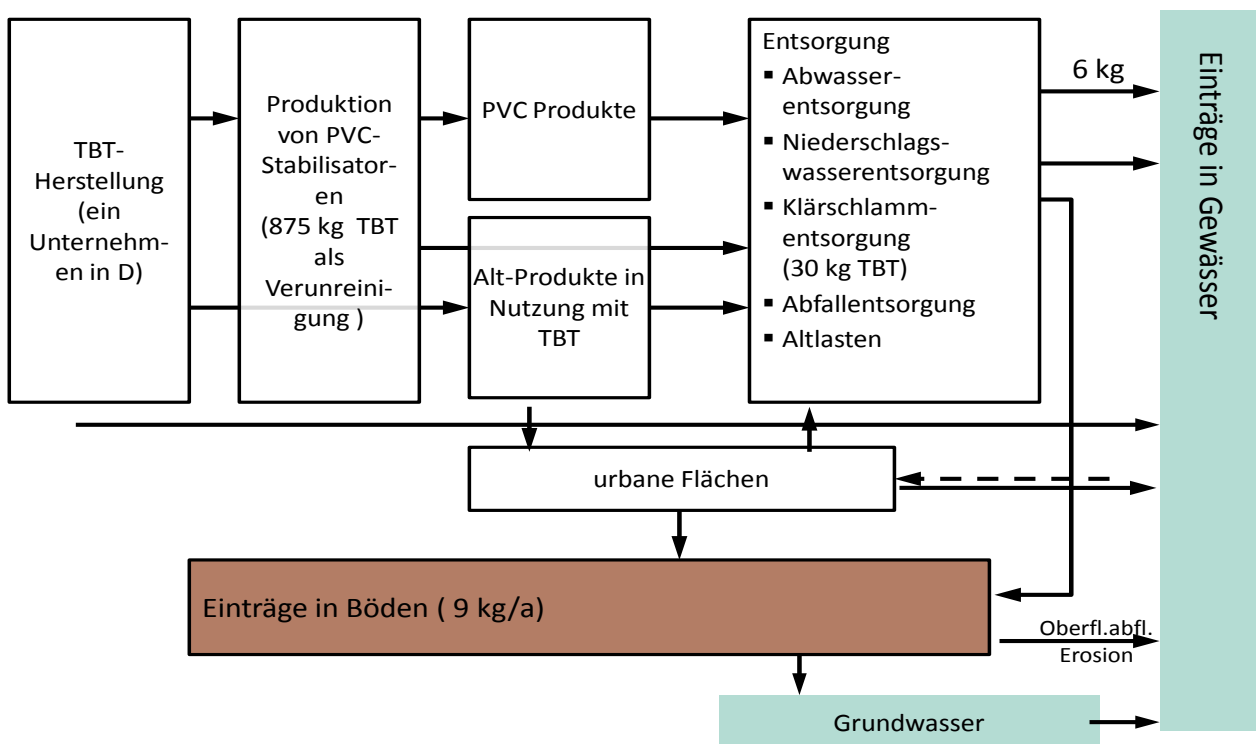 TBT-
Herstellung
(ein
Unternehm-
en in D)
Produktion
von PVC-
Stabilisator-
en
(875 kg TBT
als
Verunreini-
gung )
PVC Produkte
Alt-Produkte in
Nutzung mit
TBT
Entsorgung
▪ Abwasser-
entsorgung
▪ Niederschlags-
wasserentsorgung
▪ Klärschlamm-
entsorgung
(30 kg TBT)
▪ Abfallentsorgung
▪ Altlasten
6 kg
Einträge in Gewässer
urbane Flächen
Einträge in Böden ( 9 kg/a)
Oberfl.abfl.
Erosion
Grundwasser